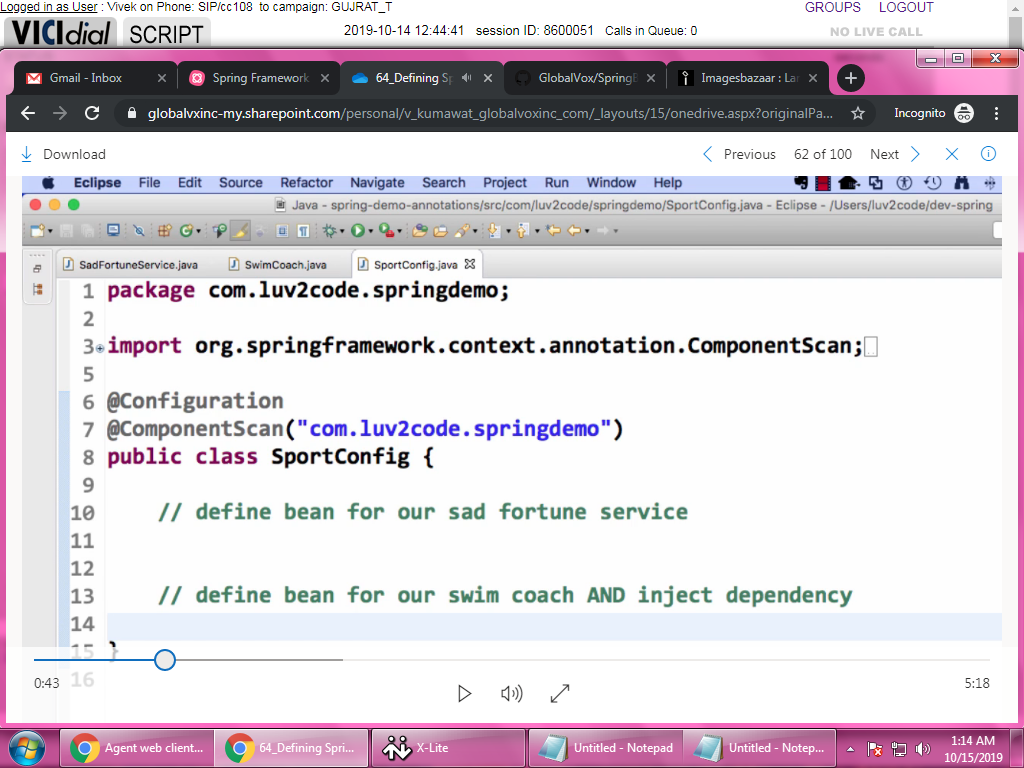 Logged in as User : Vivek on Phone: SIP/cc108 to campaign: GUJRAT_T GROUPS LOGOUT
VICIdial SCRIPT 2019-10-14 12:44:41 session ID: 8600051 Calls in Queue: 0 NO LIVE CALL
Gmail - Inbox Spring Framework 64_Defining Sp GlobalVox/SpringB Imagesbazaar : Lar
globalvxinc-my.sharepoint.com/personal/v_kumawat_globalvoxinc_com/_layouts/15/onedrive.aspx?originalPa... Incognito
Download Previous 62 of 100 Next
Eclipse File Edit Source Refactor Navigate Search Project Run Window Help
Java - spring-demo-annotations/src/com/luv2code/springdemo/SportConfig.java - Eclipse - /Users/luv2code/dev-spring
SadFortuneService.java SwimCoach.java SportConfig.java
1 package com.luv2code.springdemo;
2
3 import org.springframework.context.annotation.ComponentScan;
5
6 @Configuration
7 @ComponentScan("com.luv2code.springdemo")
8 public class SportConfig {
9
10 // define bean for our sad fortune service
11
12
13 // define bean for our swim coach AND inject dependency
14
15 }
16
0:43 5:18
Agent web client... 64_Defining Spri... X-Lite Untitled - Notepad Untitled - Notep... 1:14 AM
10/15/2019